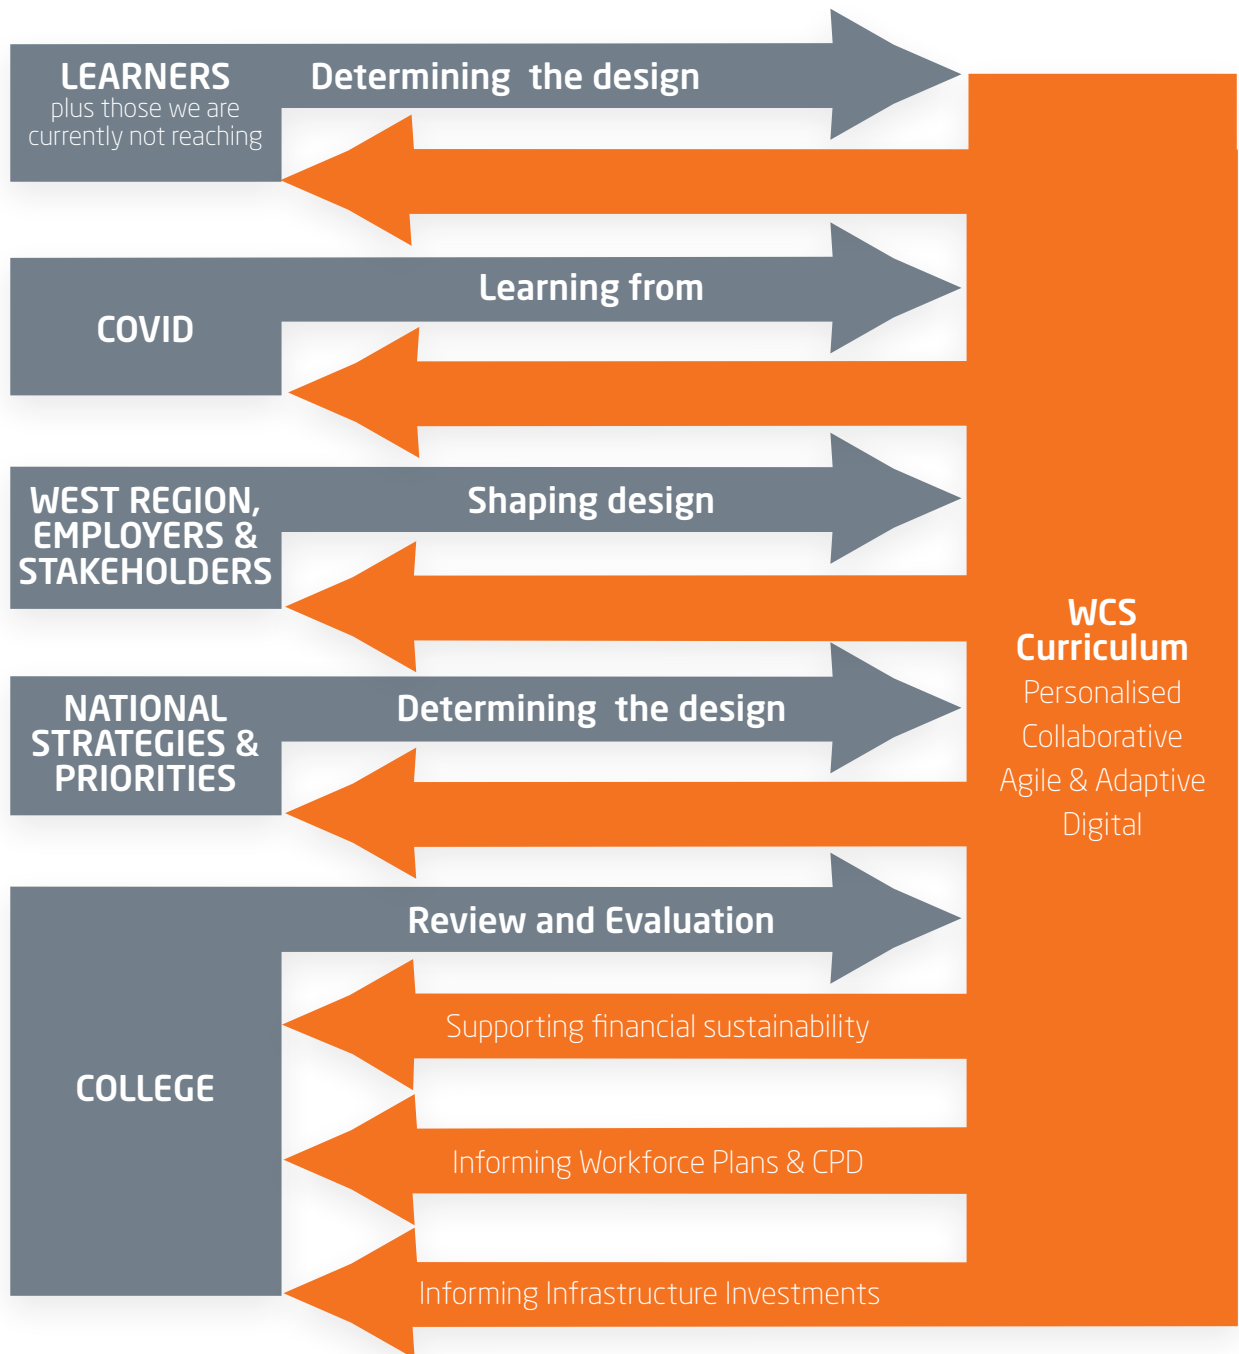 LEARNERS
plus those we are
currently not reaching
Determining the design
COVID
Learning from
WEST REGION,
EMPLOYERS &
STAKEHOLDERS
Shaping design
NATIONAL
STRATEGIES &
PRIORITIES
Determining the design
COLLEGE
Review and Evaluation
Supporting financial sustainability
Informing Workforce Plans & CPD
Informing Infrastructure Investments
WCS
Curriculum
Personalised
Collaborative
Agile & Adaptive
Digital